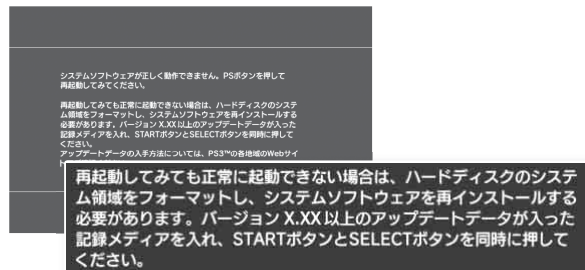 システムソフトウェアが正しく動作できません。PSボタンを押して
再起動してみてください。
再起動してみても正常に起動できない場合は、ハードディスクのシステ
ム領域をフォーマットし、システムソフトウェアを再インストールする
必要があります。バージョン X.XX以上のアップデートデータが入った
記録メディアを入れ、STARTボタンとSELECTボタンを同時に押して
ください。
アップデートデータの入手方法については、PS3™の各地域のWebサイ
再起動してみても正常に起動できない場合は、ハードディスクのシステ
ム領域をフォーマットし、システムソフトウェアを再インストールする
必要があります。バージョン X.XX 以上のアップデートデータが入った
記録メディアを入れ、STARTボタンとSELECTボタンを同時に押して
ください。